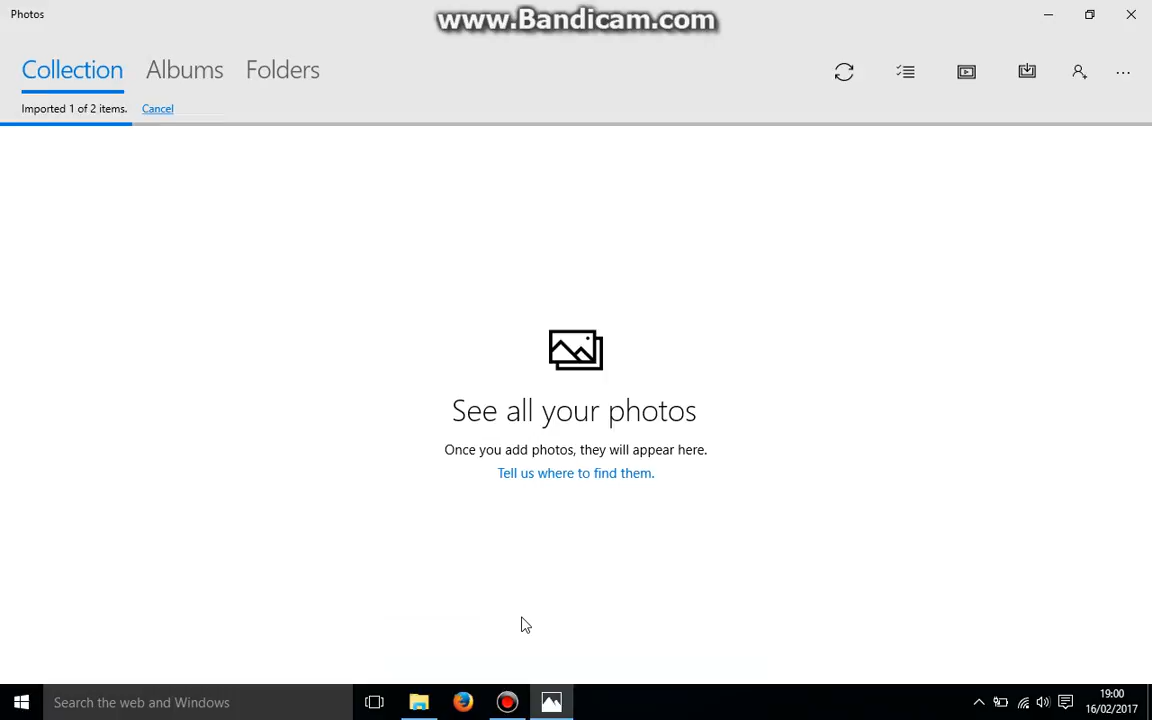 Photos
www.Bandicam.com
Collection Albums Folders
Imported 1 of 2 items. Cancel
See all your photos
Once you add photos, they will appear here.
Tell us where to find them.
Search the web and Windows
19:00
16/02/2017